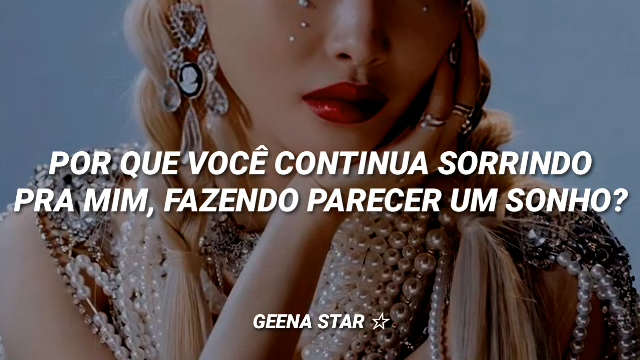 POR QUE VOCÊ CONTINUA SORRINDO
PRA MIM, FAZENDO PARECER UM SONHO?
GEENA STAR ☆